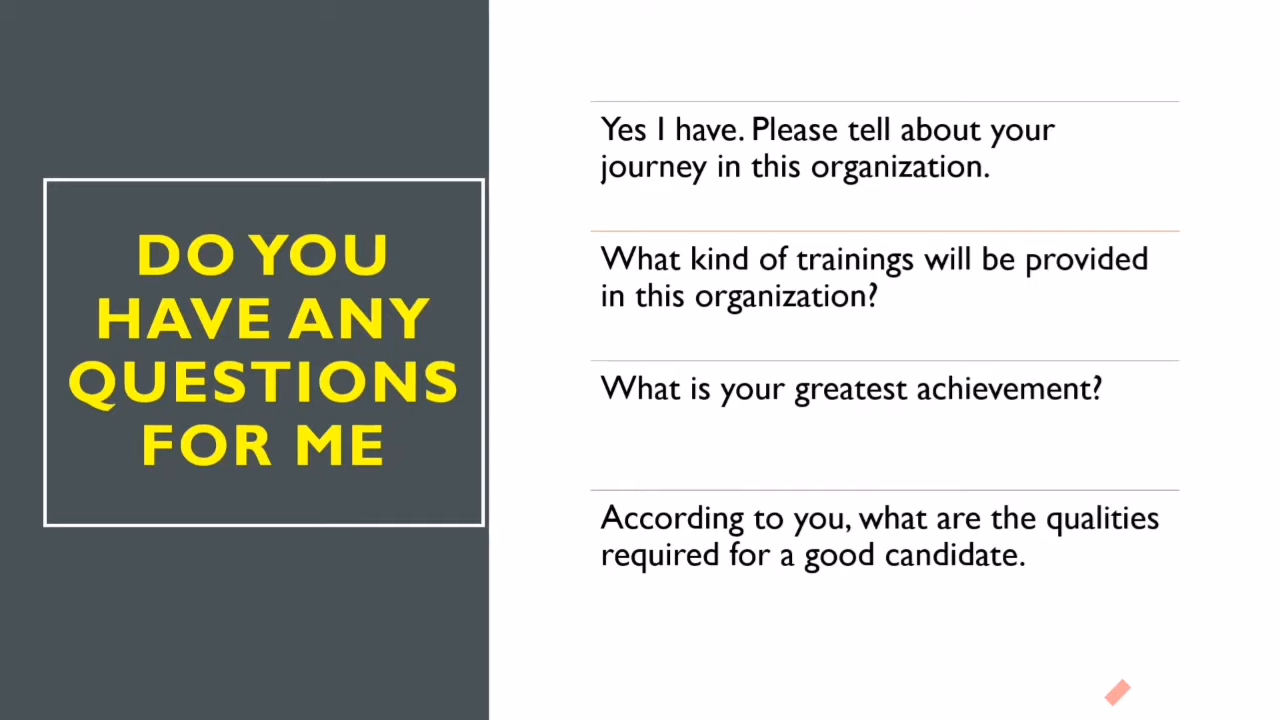 DO YOU
HAVE ANY
QUESTIONS
FOR ME
Yes I have. Please tell about your
journey in this organization.
What kind of trainings will be provided
in this organization?
What is your greatest achievement?
According to you, what are the qualities
required for a good candidate.